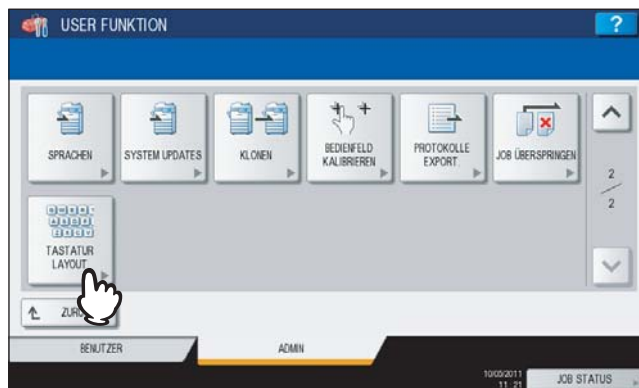 USER FUNKTION
?
SPRACHEN
SYSTEM UPDATES
KLONEN
BEDIENFELD
KALIBRIEREN
PROTOKOLLE
EXPORT.
JOB ÜBERSPRINGEN
2
2
TASTATUR
LAYOUT
BENUTZER
ADMIN
10/03/2011
11 21
JOB STATUS